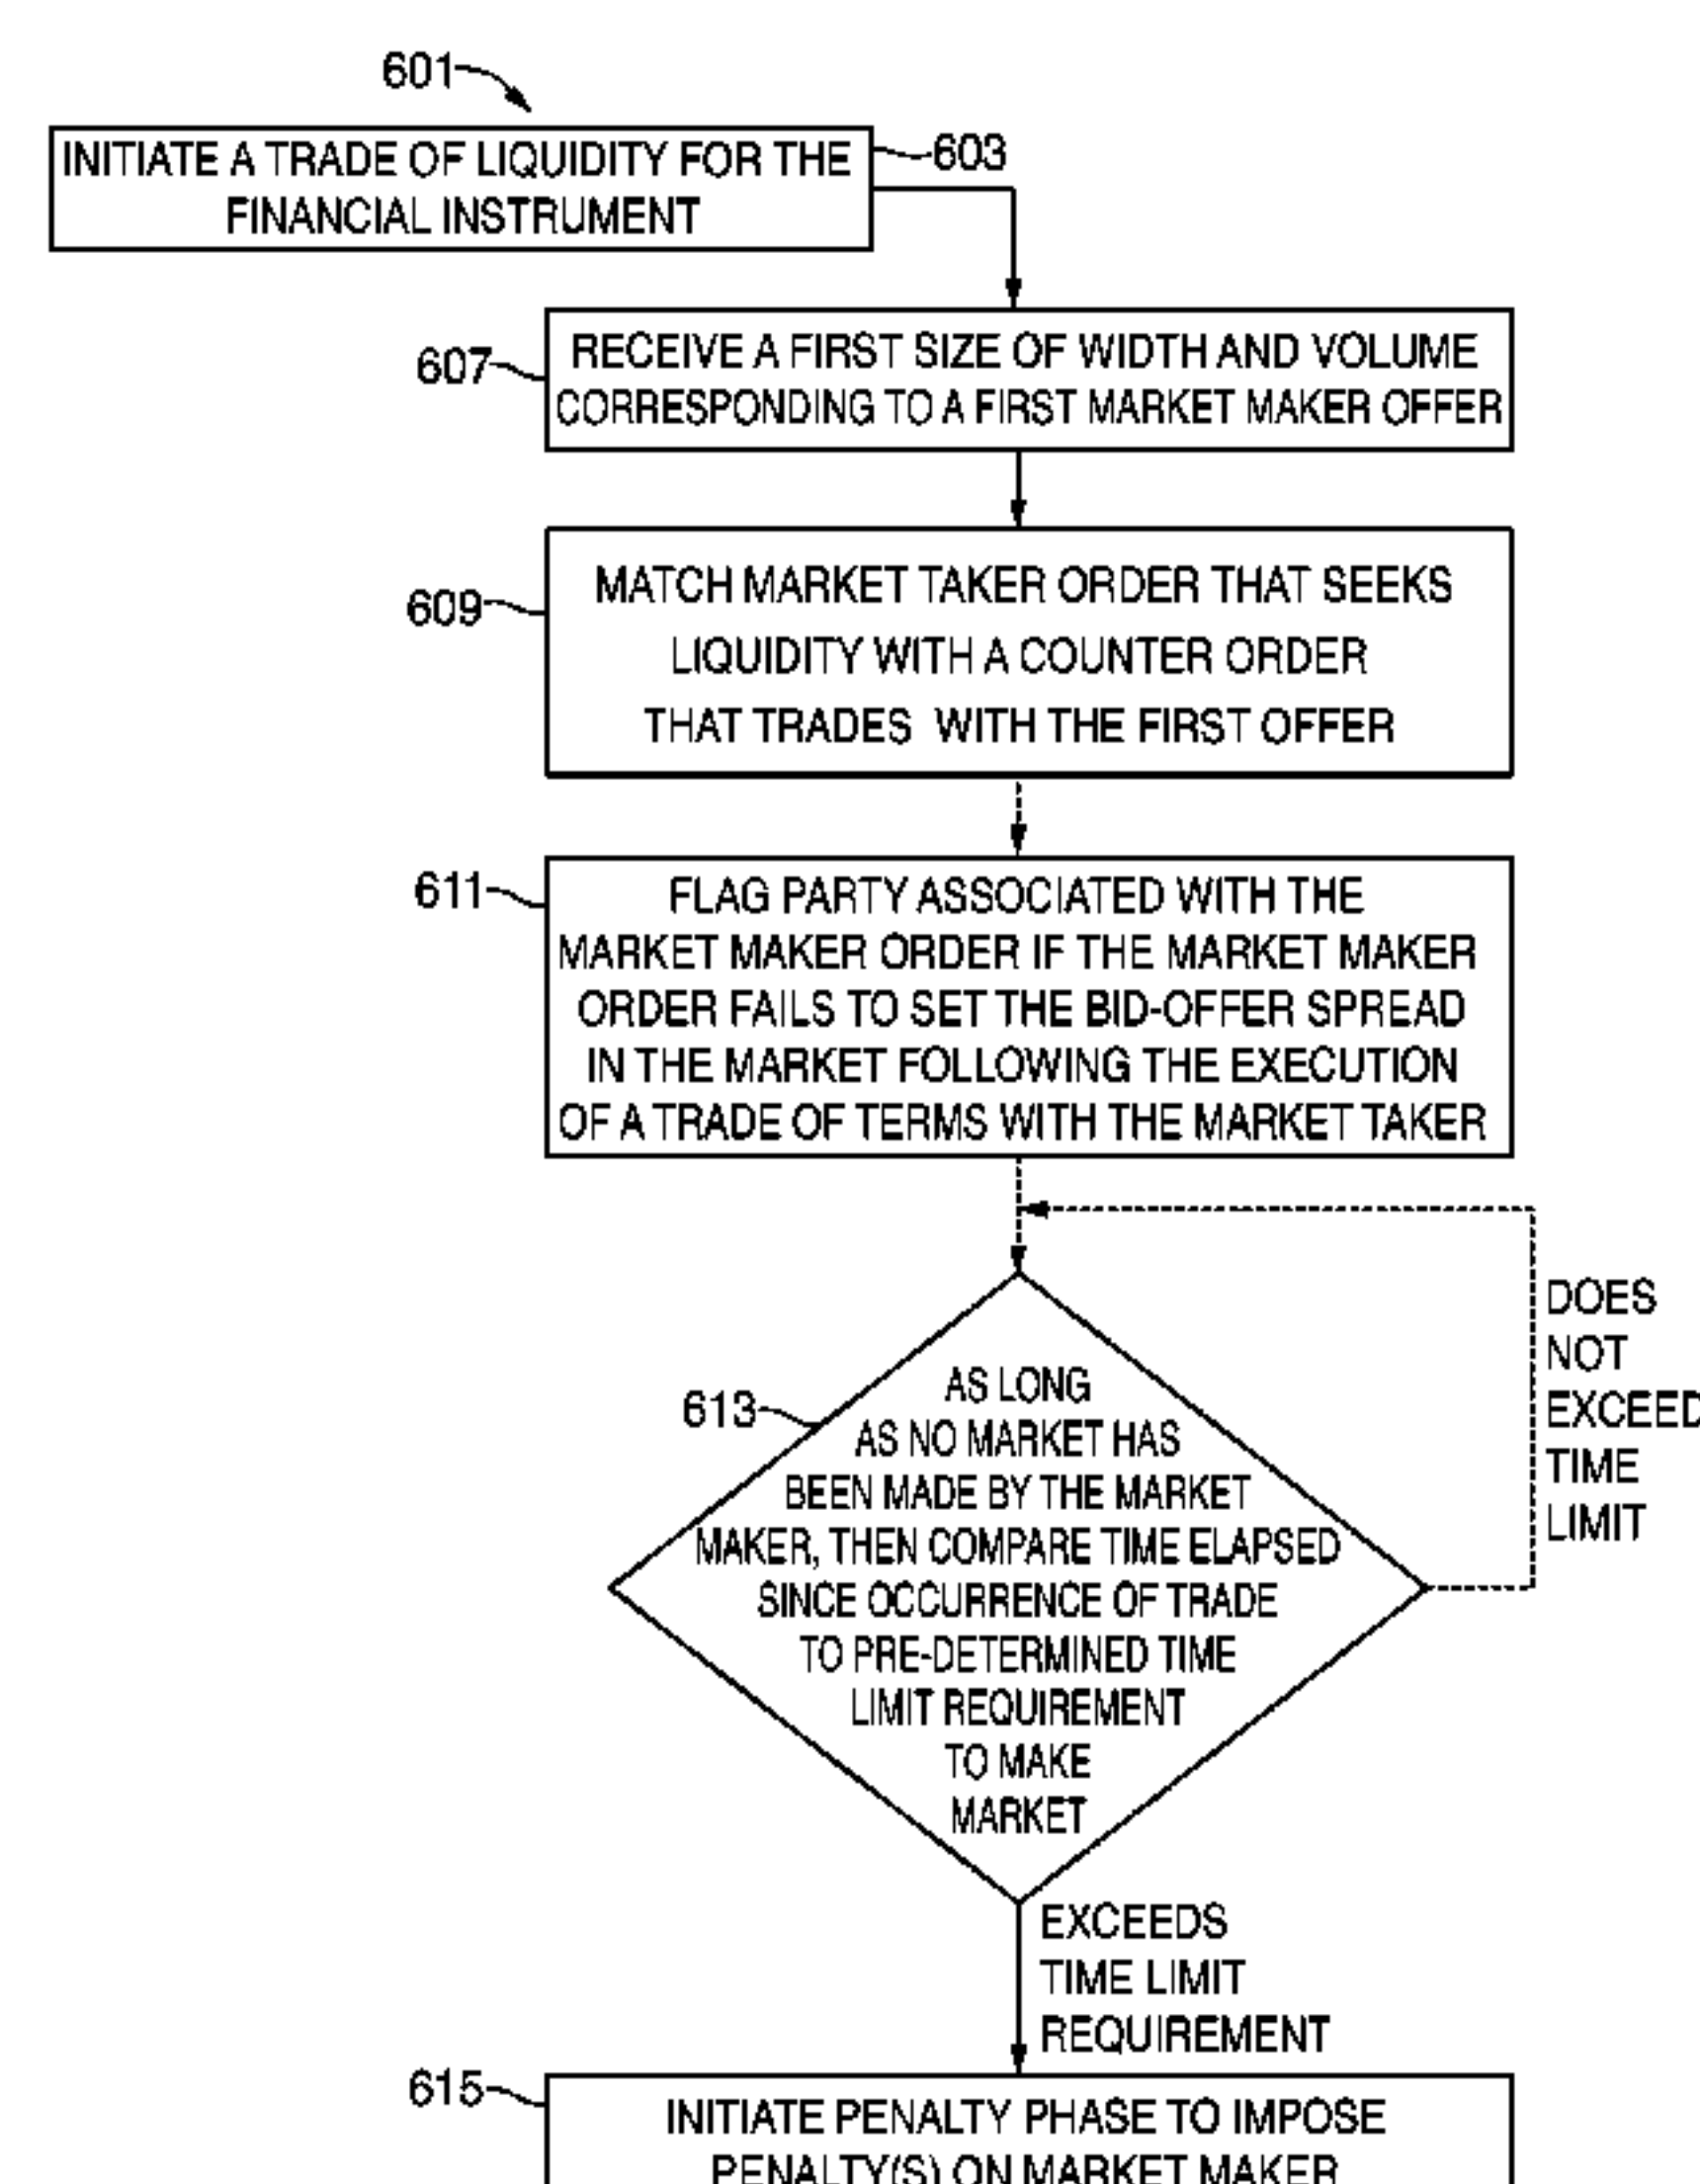 601
INITIATE A TRADE OF LIQUIDITY FOR THE
FINANCIAL INSTRUMENT
603
607
RECEIVE A FIRST SIZE OF WIDTH AND VOLUME
CORRESPONDING TO A FIRST MARKET MAKER OFFER
609
MATCH MARKET TAKER ORDER THAT SEEKS
LIQUIDITY WITH A COUNTER ORDER
THAT TRADES WITH THE FIRST OFFER
611
FLAG PARTY ASSOCIATED WITH THE
MARKET MAKER ORDER IF THE MARKET MAKER
ORDER FAILS TO SET THE BID-OFFER SPREAD
IN THE MARKET FOLLOWING THE EXECUTION
OF A TRADE OF TERMS WITH THE MARKET TAKER
DOES
NOT
EXCEED
TIME
LIMIT
613
AS LONG
AS NO MARKET HAS
BEEN MADE BY THE MARKET
MAKER, THEN COMPARE TIME ELAPSED
SINCE OCCURRENCE OF TRADE
TO PRE-DETERMINED TIME
LIMIT REQUIREMENT
TO MAKE
MARKET
EXCEEDS
TIME LIMIT
REQUIREMENT
615
INITIATE PENALTY PHASE TO IMPOSE
PENALTY(S) ON MARKET MAKER